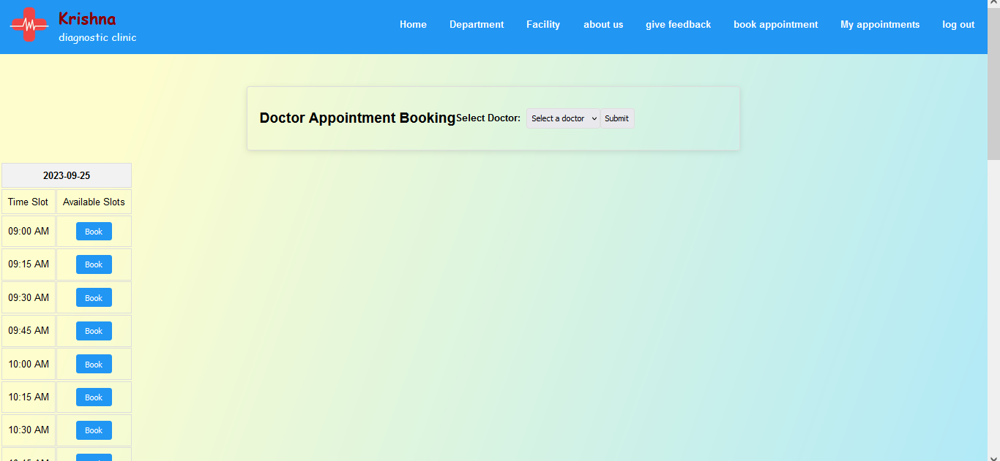 Krishna
diagnostic clinic
Home Department Facility about us give feedback book appointment My appointments log out
Doctor Appointment Booking Select Doctor: Select a doctor Submit
2023-09-25
Time Slot Available Slots
09:00 AM Book
09:15 AM Book
09:30 AM Book
09:45 AM Book
10:00 AM Book
10:15 AM Book
10:30 AM Book